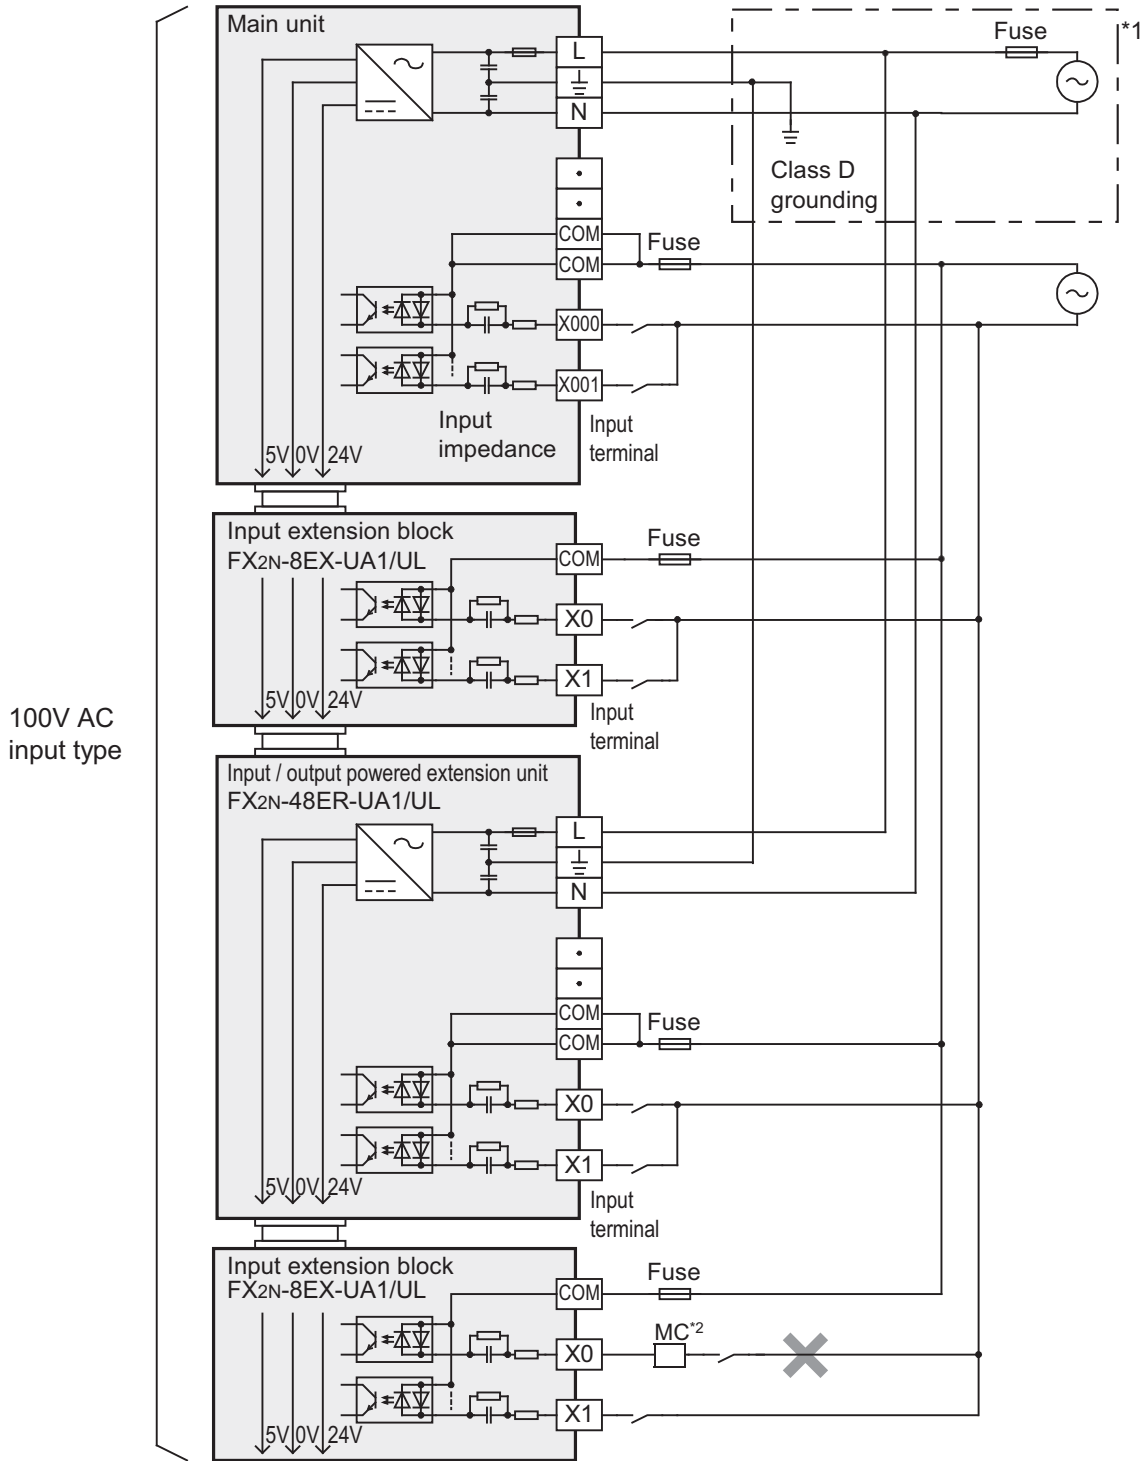 Main unit
Fuse
*1
L
N
Class D
grounding
COM
Fuse
COM
X000
X001
Input
impedance
Input
terminal
5V 0V 24V
Input extension block
FX2N-8EX-UA1/UL
Fuse
COM
X0
X1
5V 0V 24V
Input
terminal
100V AC
input type
Input / output powered extension unit
FX2N-48ER-UA1/UL
L
N
COM
Fuse
COM
X0
X1
5V 0V 24V
Input
terminal
Input extension block
FX2N-8EX-UA1/UL
Fuse
COM
MC*2
X0
X1
5V 0V 24V